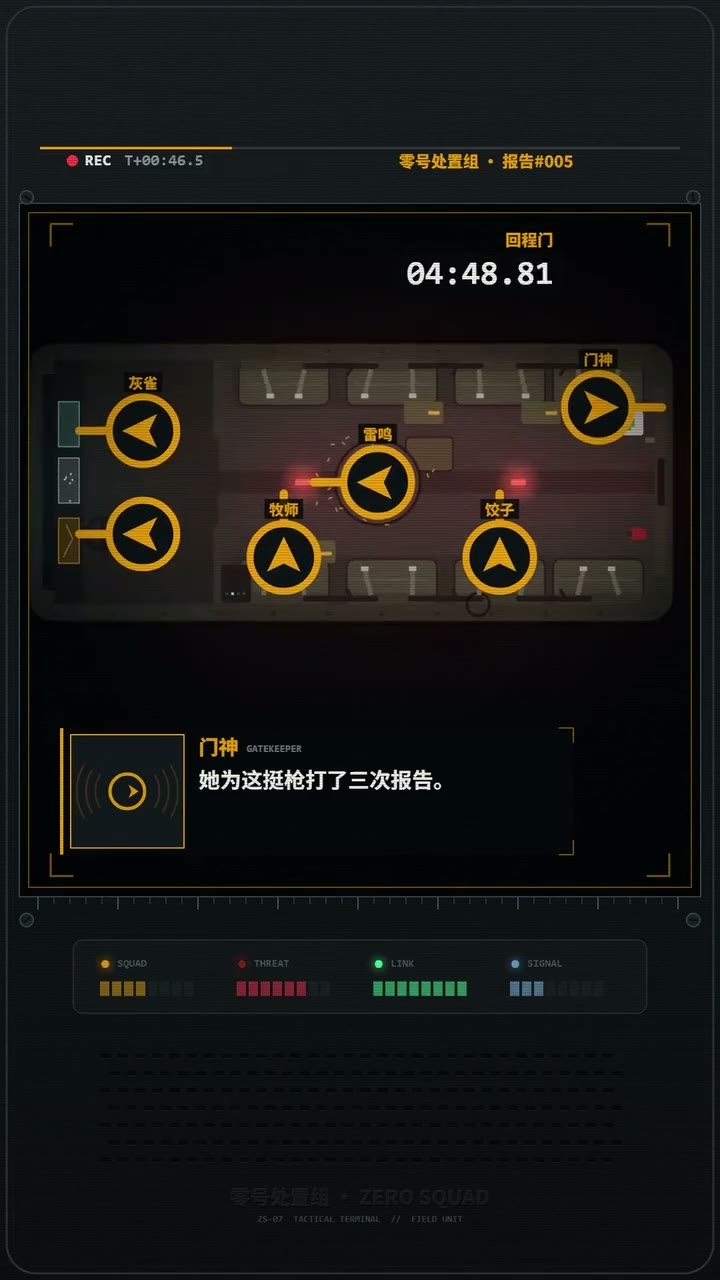 REC T+00:46.5
零号处置组 · 报告#005
回程门
04:48.81
门神
灰雀
雷鸣
牧师
饺子
门神 GATEKEEPER
她为这挺枪打了三次报告。
SQUAD
THREAT
LINK
SIGNAL
零号处置组 · ZERO SQUAD
ZS-07 TACTICAL TERMINAL // FIELD UNIT